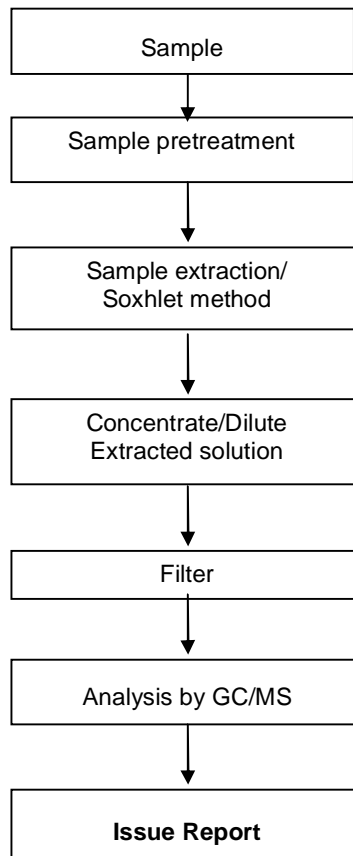 Sample
Sample pretreatment
Sample extraction/
Soxhlet method
Concentrate/Dilute
Extracted solution
Filter
Analysis by GC/MS
Issue Report